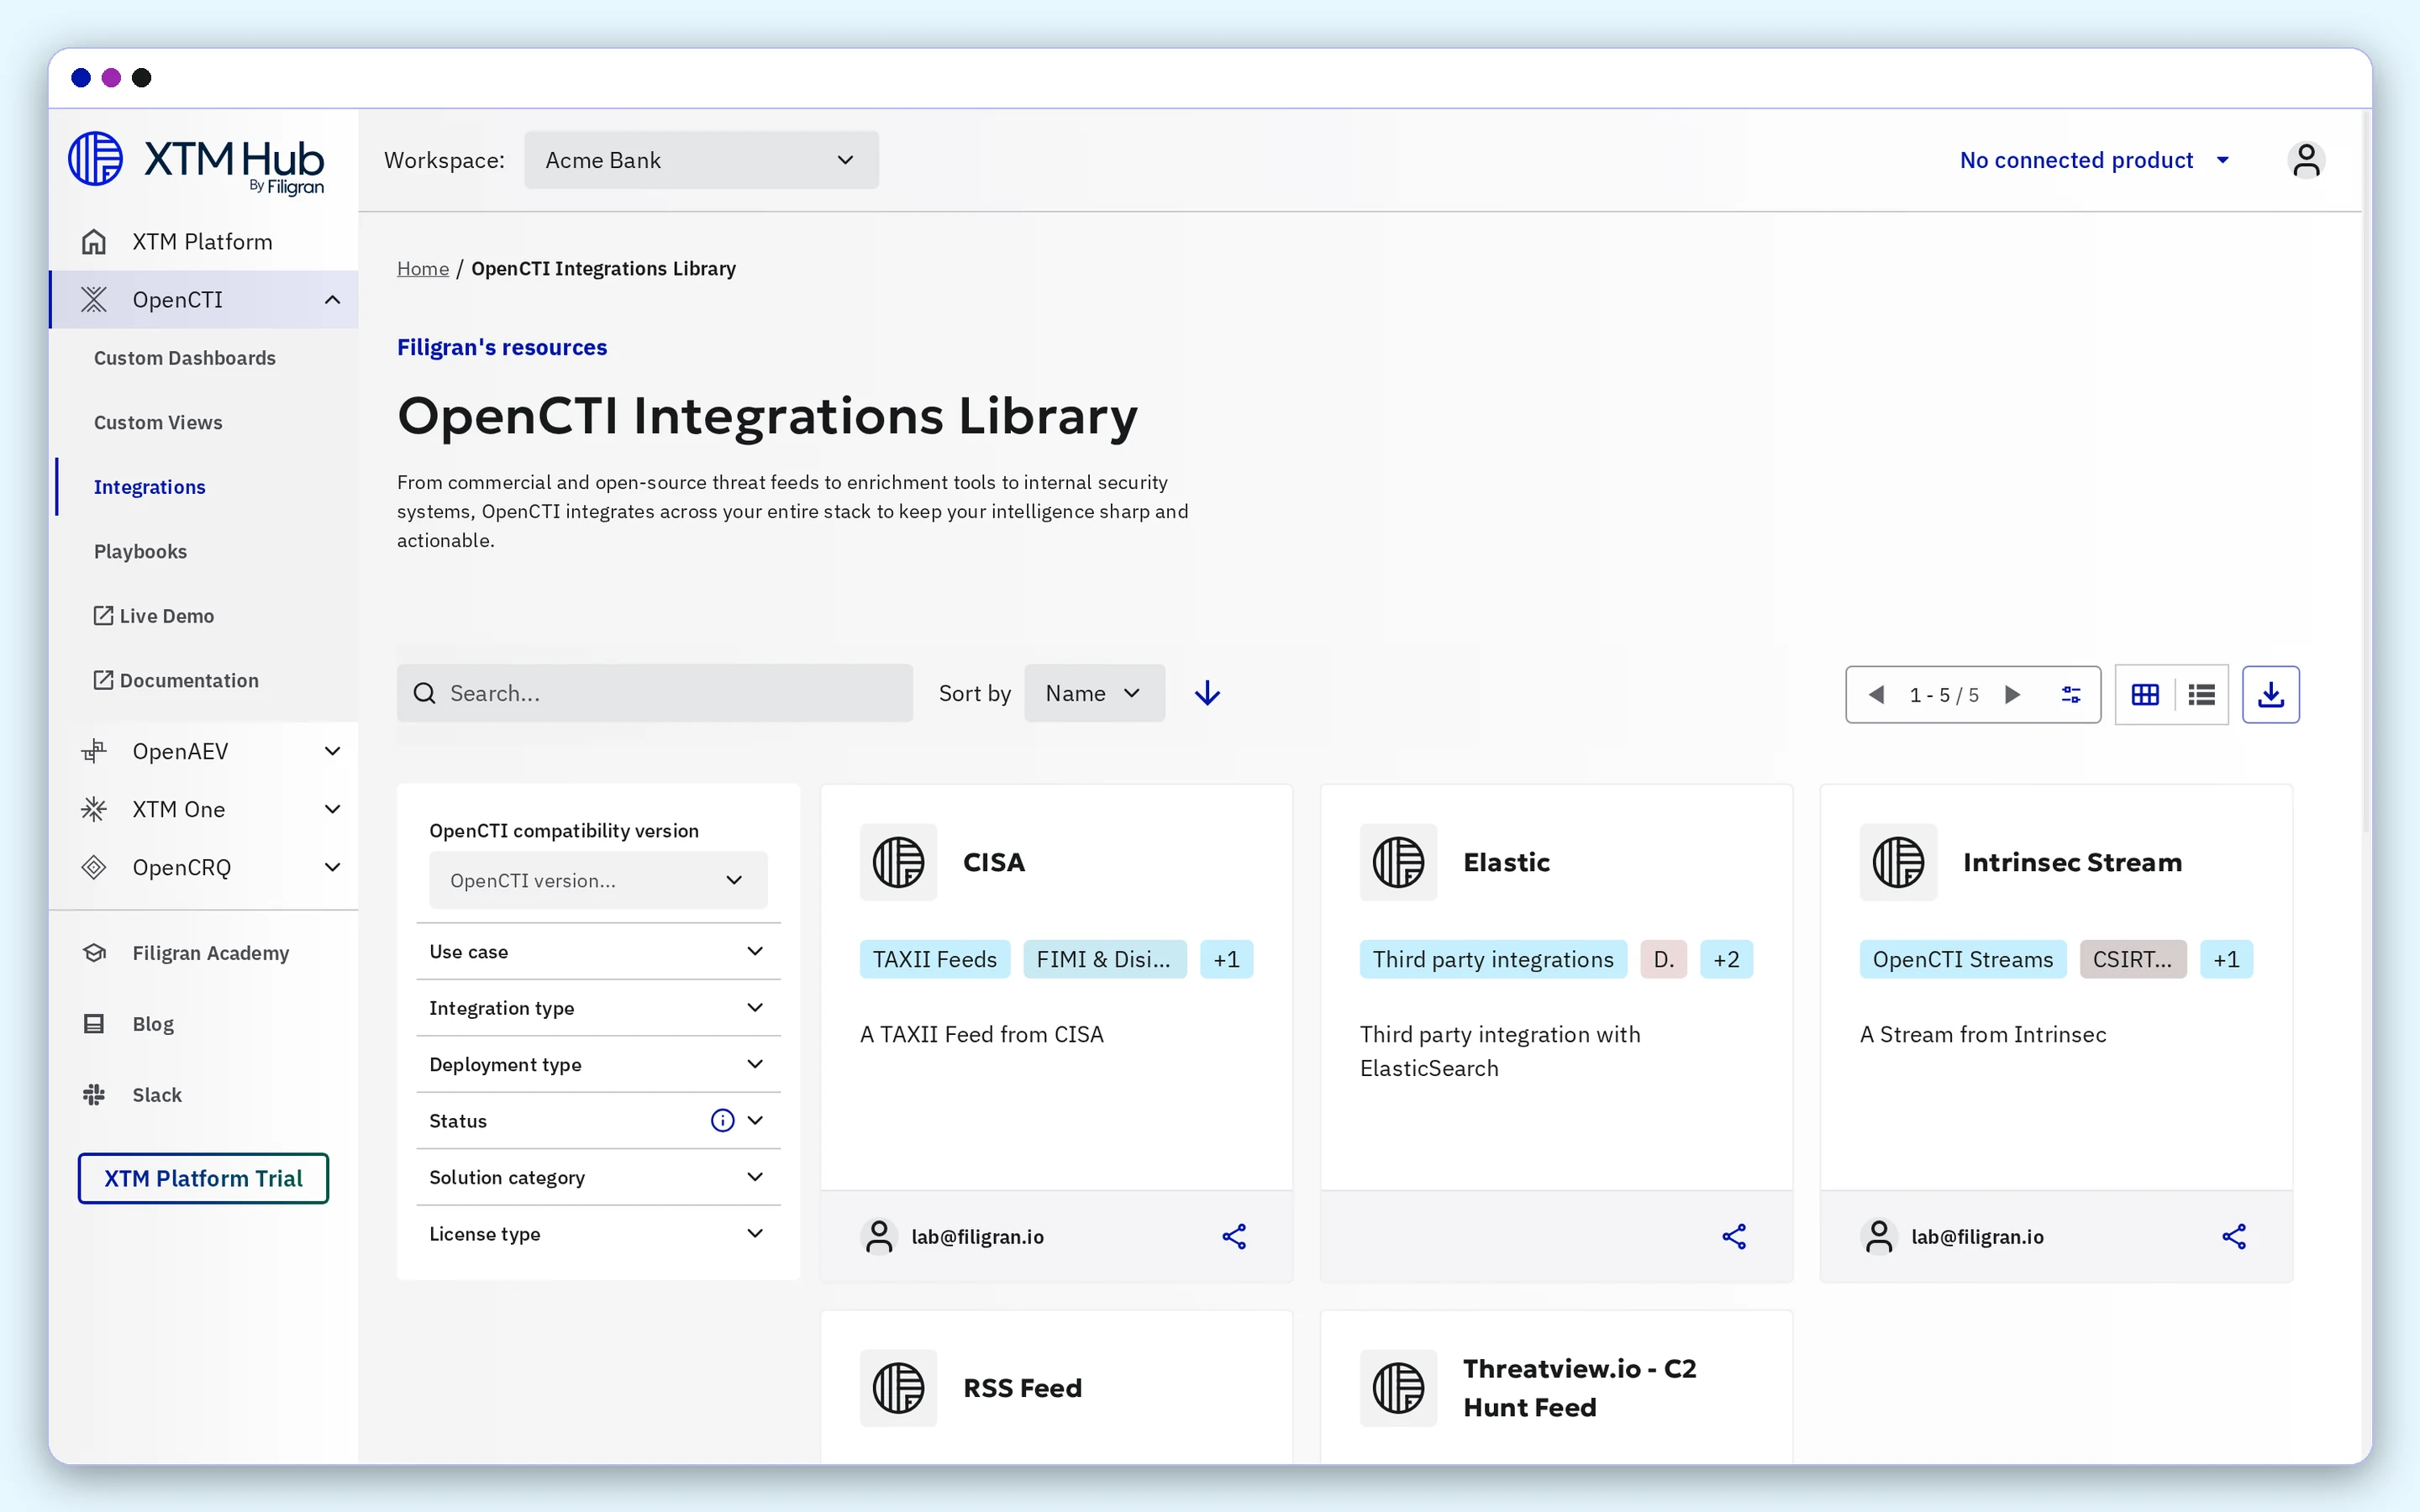 XTM Hub
By Filigran
Workspace:
Acme Bank
No connected product
XTM Platform
OpenCTI
Custom Dashboards
Custom Views
Integrations
Playbooks
Live Demo
Documentation
OpenAEV
XTM One
OpenCRQ
Filigran Academy
Blog
Slack
XTM Platform Trial
Home / OpenCTI Integrations Library
Filigran's resources
OpenCTI Integrations Library
From commercial and open-source threat feeds to enrichment tools to internal security
systems, OpenCTI integrates across your entire stack to keep your intelligence sharp and
actionable.
Search...
Sort by
Name
1 - 5 / 5
OpenCTI compatibility version
OpenCTI version...
Use case
Integration type
Deployment type
Status
Solution category
License type
CISA
TAXII Feeds
FIMI & Disi...
+1
A TAXII Feed from CISA
lab@filigran.io
Elastic
Third party integrations
D.
+2
Third party integration with
ElasticSearch
Intrinsec Stream
OpenCTI Streams
CSIRT...
+1
A Stream from Intrinsec
lab@filigran.io
RSS Feed
Threatview.io - C2
Hunt Feed